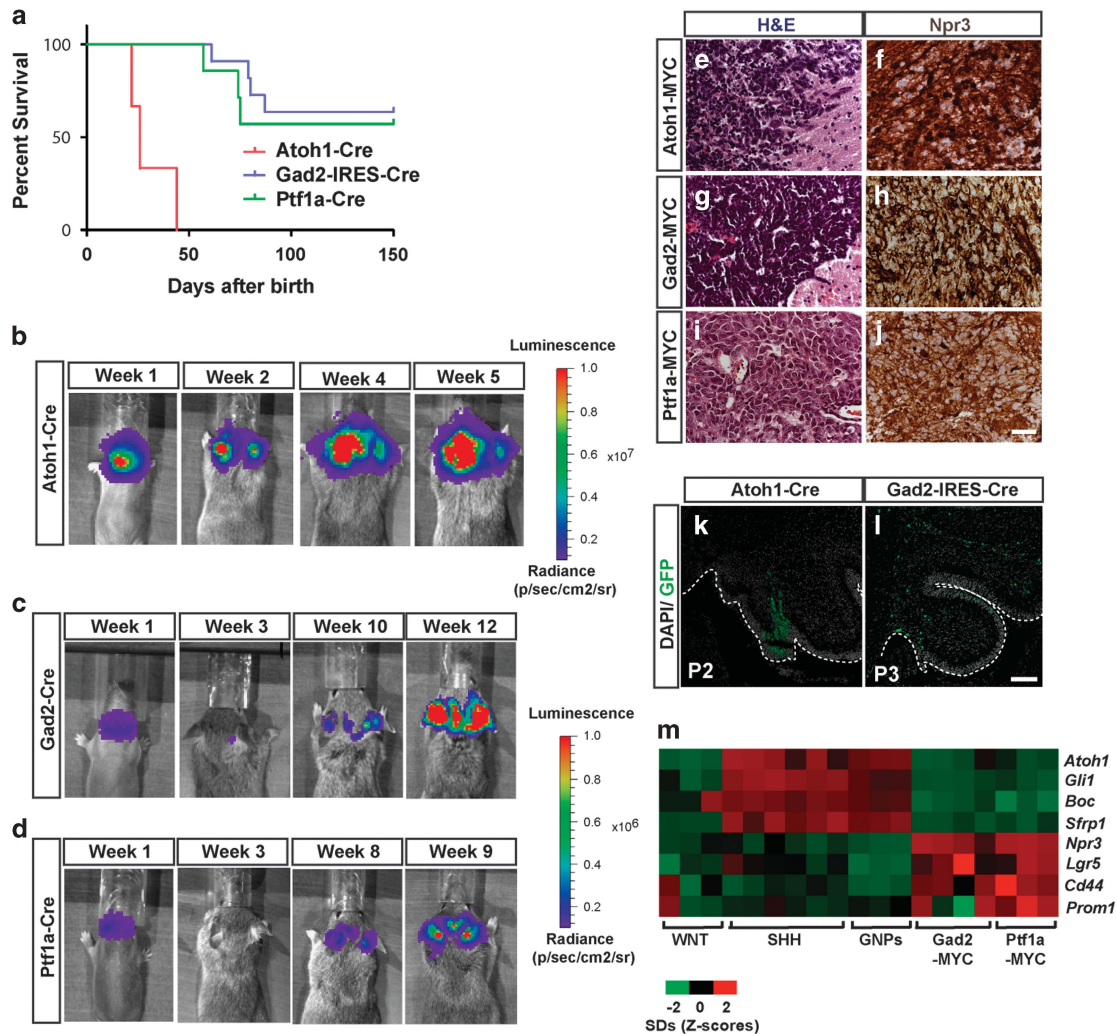 a
Percent Survival
100
50
0
0
50
100
150
Days after birth
Atoh1-Cre
Gad2-IRES-Cre
Ptf1a-Cre
b
Atoh1-Cre
Week 1
Week 2
Week 4
Week 5
Luminescence
1.0
0.8
0.6
x10⁷
0.4
0.2
Radiance
(p/sec/cm2/sr)
c
Gad2-Cre
Week 1
Week 3
Week 10
Week 12
d
Ptf1a-Cre
Week 1
Week 3
Week 8
Week 9
Luminescence
1.0
0.8
0.6
x10⁶
0.4
0.2
Radiance
(p/sec/cm2/sr)
H&E
Npr3
Atoh1-MYC
e
f
Gad2-MYC
g
h
Ptf1a-MYC
i
j
Atoh1-Cre
Gad2-IRES-Cre
DAPI/ GFP
k
P2
l
P3
m
Atoh1
Gli1
Boc
Sfrp1
Npr3
Lgr5
Cd44
Prom1
WNT
SHH
GNPs
Gad2
-MYC
Ptf1a
-MYC
-2 0 2
SDs (Z-scores)